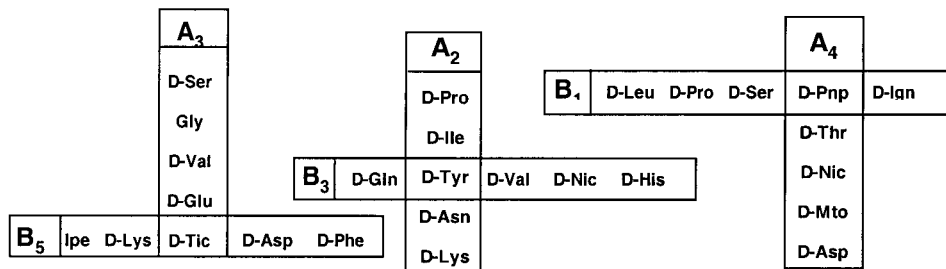 A₃
D-Ser
Gly
D-Val
D-Glu
B₅ Ipe D-Lys D-Tic D-Asp D-Phe
A₂
D-Pro
D-Ile
B₃ D-Gln D-Tyr D-Val D-Nic D-His
D-Asn
D-Lys
A₄
B₁ D-Leu D-Pro D-Ser D-Pnp D-Ign
D-Thr
D-Nic
D-Mto
D-Asp